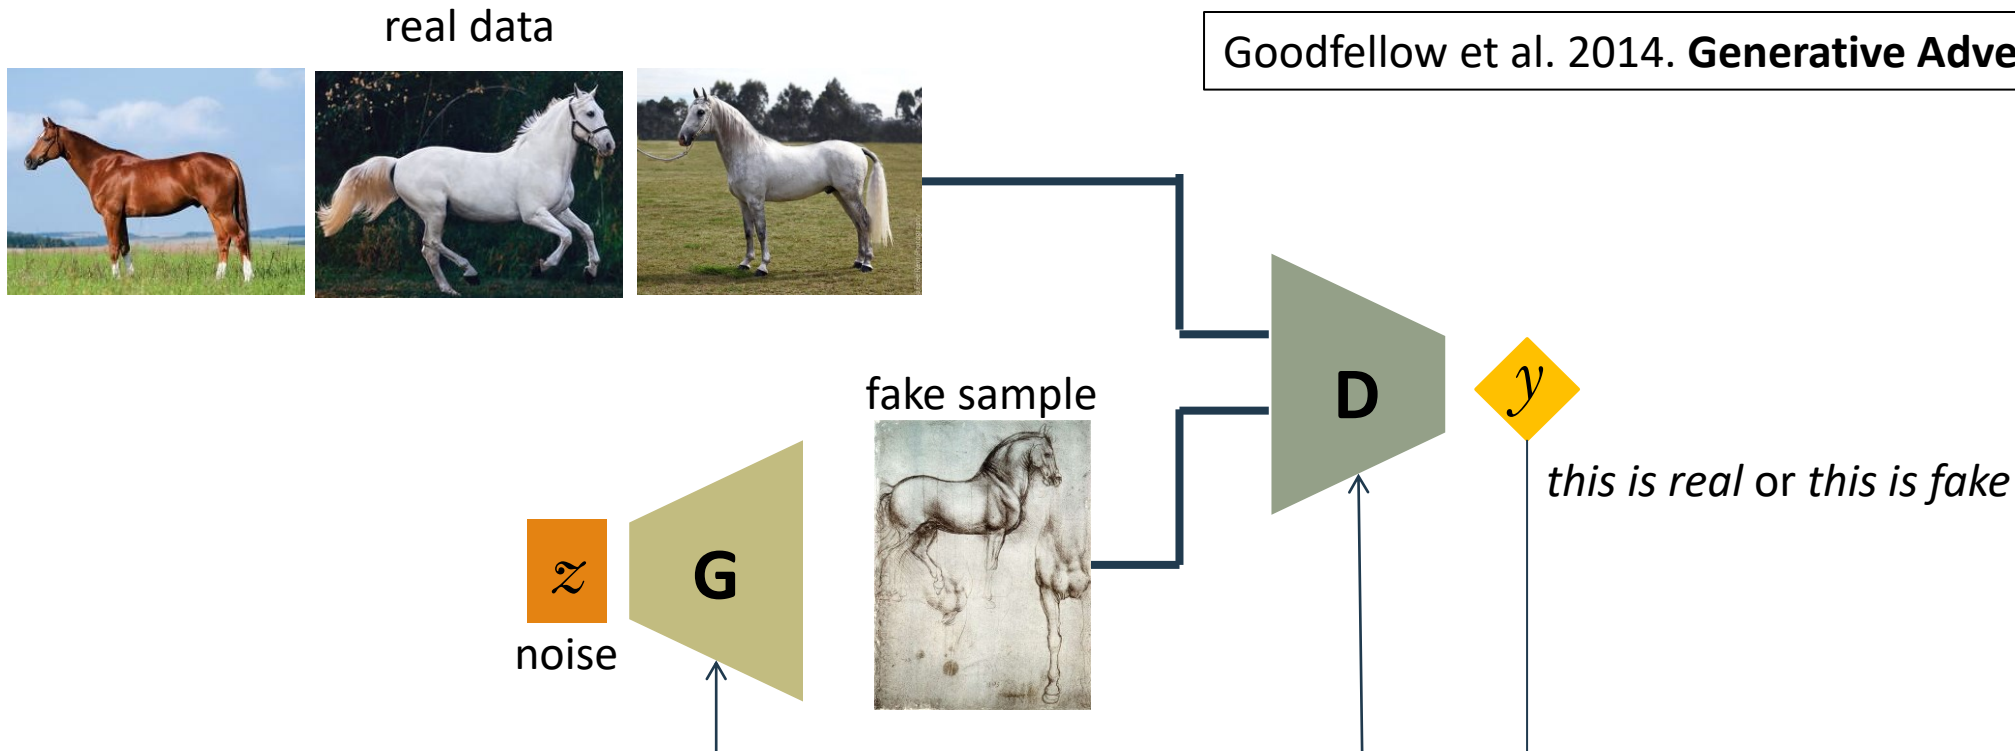 real data
Goodfellow et al. 2014. Generative Adve
fake sample
D
y
this is real or this is fake
z
G
noise